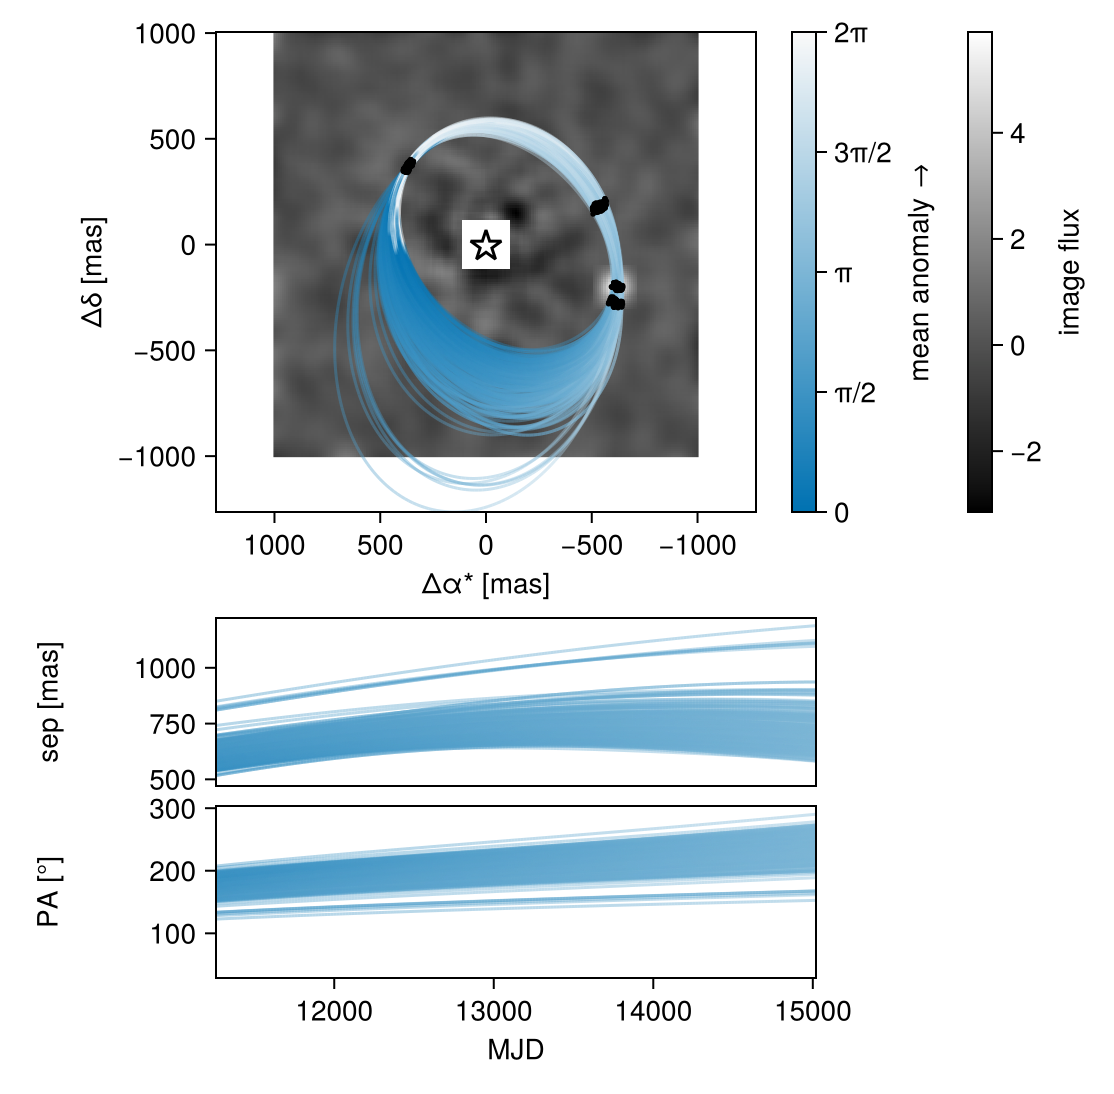 1000
500
0
−500
−1000
Δδ [mas]
1000
500
0
−500
−1000
Δα* [mas]
2π
3π/2
π
π/2
0
mean anomaly →
4
2
0
−2
image flux
1000
750
500
sep [mas]
300
200
100
PA [°]
12000
13000
14000
15000
MJD